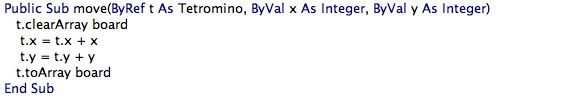 Public Sub move(ByRef t As Tetromino, ByVal x As Integer, ByVal y As Integer)
t.clearArray board
t.x = t.x + x
t.y = t.y + y
t.toArray board
End Sub